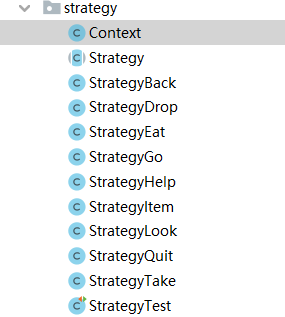 strategy
Context
Strategy
StrategyBack
StrategyDrop
StrategyEat
StrategyGo
StrategyHelp
StrategyItem
StrategyLook
StrategyQuit
StrategyTake
StrategyTest